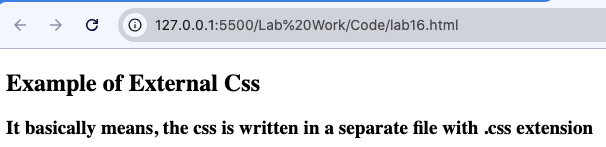 127.0.0.1:5500/Lab%20Work/Code/lab16.html
Example of External Css
It basically means, the css is written in a separate file with .css extension